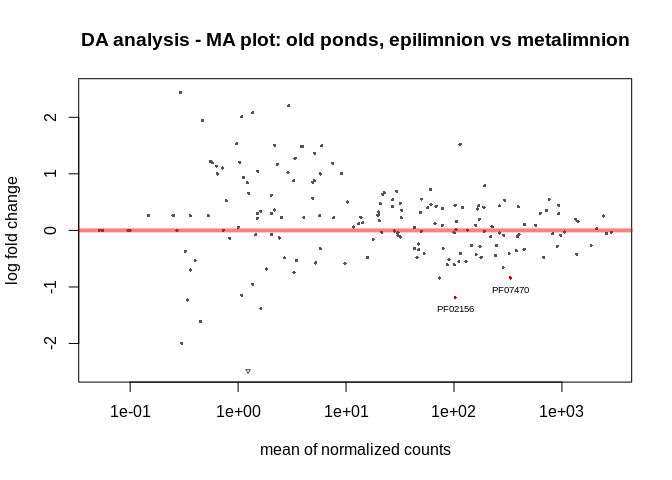 DA analysis - MA plot: old ponds, epilimnion vs metalimnion
log fold change
2
1
0
-1
-2
PF07470
PF02156
1e-01 1e+00 1e+01 1e+02 1e+03
mean of normalized counts